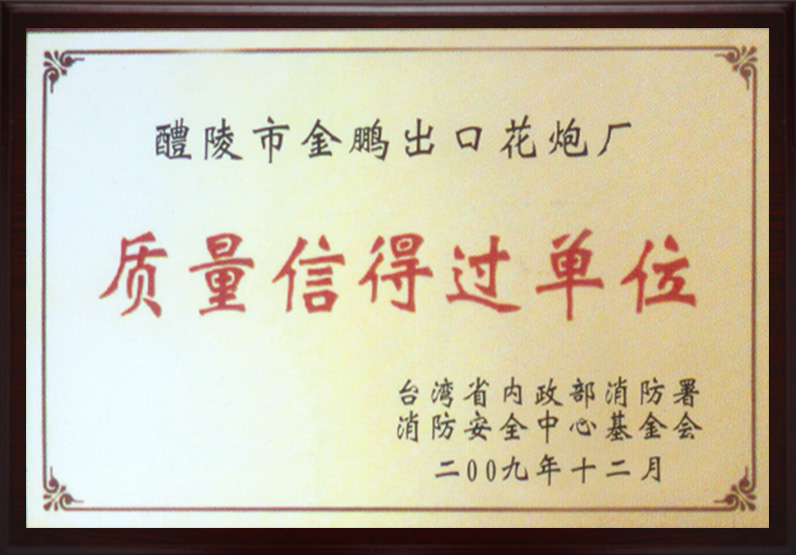 醴陵市金鹏出口花炮厂
质量信得过单位
台湾省内政部消防署
消防安全中心基金会
二00九年十二月